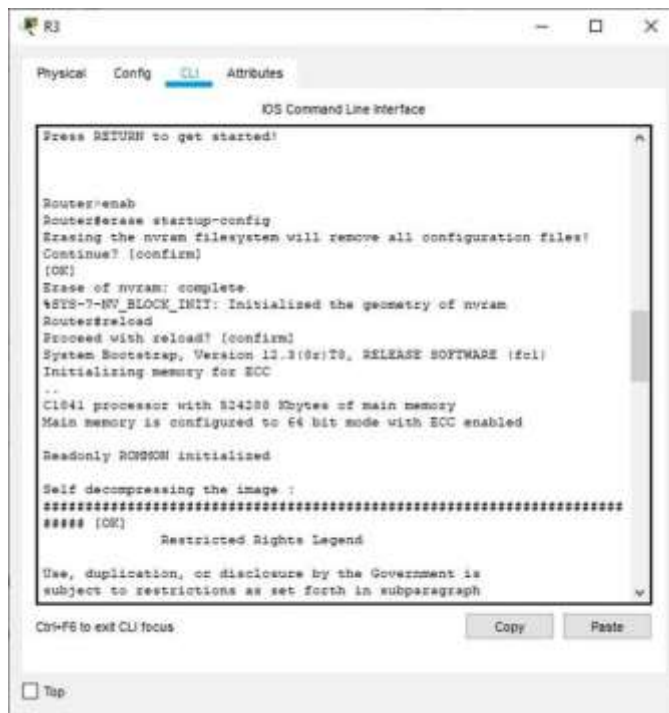 R3
Physical Config CLI Attributes
IOS Command Line Interface
Press RETURN to get started!
Router>enab
Router#erase startup-config
Erasing the nvram filesystem will remove all configuration files!
Continue? [confirm]
[OK]
Erase of nvram: complete
%SYS-7-NV_BLOCK_INIT: Initialized the geometry of nvram
Router#reload
Proceed with reload? [confirm]
System Bootstrap, Version 12.3(8r)T8, RELEASE SOFTWARE (fc1)
Initializing memory for ECC
..
C1841 processor with 524288 Kbytes of main memory
Main memory is configured to 64 bit mode with ECC enabled
Readonly ROMMON initialized
Self decompressing the image :
##########################################################################
##### [OK]
Restricted Rights Legend
Use, duplication, or disclosure by the Government is
subject to restrictions as set forth in subparagraph
Ctrl+F6 to exit CLI focus
Copy Paste
Top